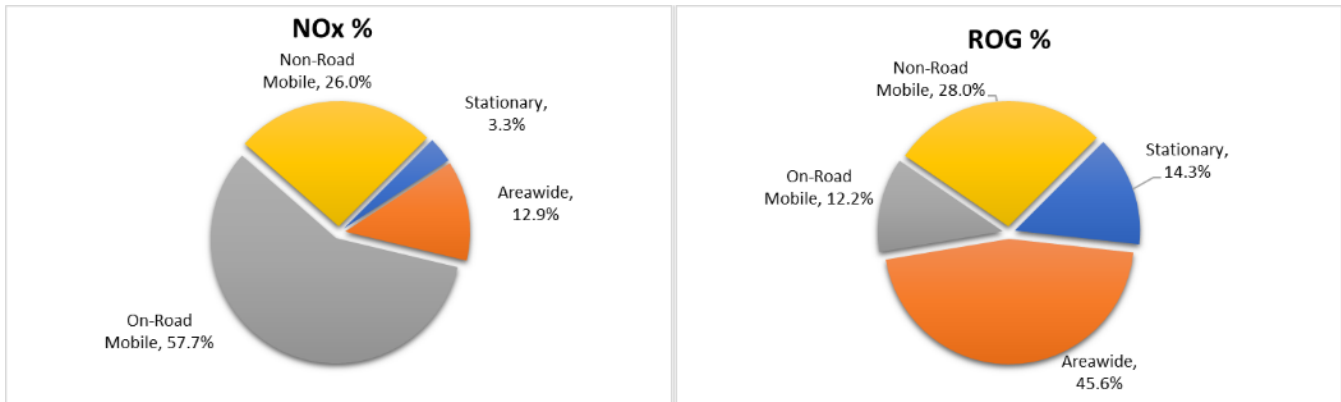 NOx %
Non-Road
Mobile, 26.0%
Stationary,
3.3%
Areawide,
12.9%
On-Road
Mobile, 57.7%
ROG %
Non-Road
Mobile, 28.0%
Stationary,
14.3%
On-Road
Mobile, 12.2%
Areawide,
45.6%